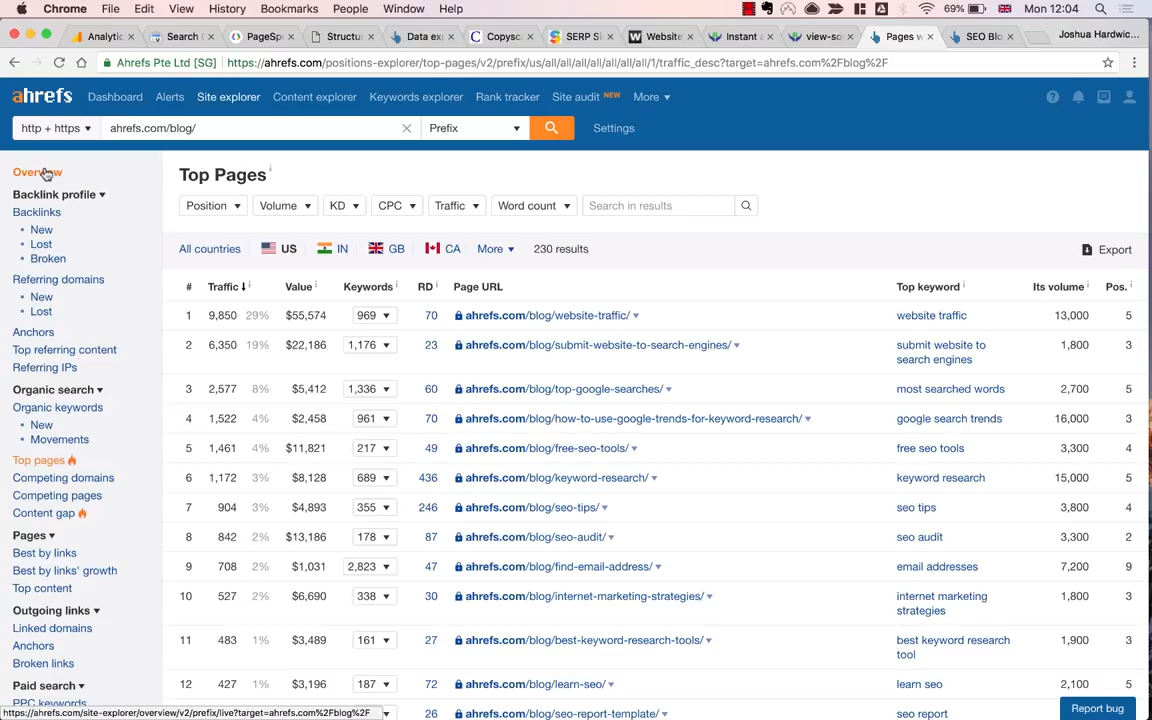 Chrome File Edit View History Bookmarks People Window Help 69% Mon 12:04
Analytic Search C PageSp Structu Data exp Copysc SERP Si Website Instant view-so Pages w SEO Blo Joshua Hardwic...
Ahrefs Pte Ltd [SG] https://ahrefs.com/positions-explorer/top-pages/v2/prefix/us/all/all/all/all/all/all/1/traffic_desc?target=ahrefs.com%2Fblog%2F
ahrefs Dashboard Alerts Site explorer Content explorer Keywords explorer Rank tracker Site audit NEW More
http + https ahrefs.com/blog/ Prefix Settings
Overview
Backlink profile
Backlinks
New
Lost
Broken
Referring domains
New
Lost
Anchors
Top referring content
Referring IPs
Organic search
Organic keywords
New
Movements
Top pages
Competing domains
Competing pages
Content gap
Pages
Best by links
Best by links' growth
Top content
Outgoing links
Linked domains
Anchors
Broken links
Paid search
PPC keywords
Top Pages i
Position Volume KD CPC Traffic Word count Search in results
All countries US IN GB CA More 230 results Export
# Traffic Value Keywords RD Page URL Top keyword Its volume Pos.
1 9,850 29% $55,574 969 70 ahrefs.com/blog/website-traffic/ website traffic 13,000 5
2 6,350 19% $22,186 1,176 23 ahrefs.com/blog/submit-website-to-search-engines/ submit website to 1,800 3
search engines
3 2,577 8% $5,412 1,336 60 ahrefs.com/blog/top-google-searches/ most searched words 2,700 5
4 1,522 4% $2,458 961 70 ahrefs.com/blog/how-to-use-google-trends-for-keyword-research/ google search trends 16,000 3
5 1,461 4% $11,821 217 49 ahrefs.com/blog/free-seo-tools/ free seo tools 3,300 4
6 1,172 3% $8,128 689 436 ahrefs.com/blog/keyword-research/ keyword research 15,000 5
7 904 3% $4,893 355 246 ahrefs.com/blog/seo-tips/ seo tips 3,800 4
8 842 2% $13,186 178 87 ahrefs.com/blog/seo-audit/ seo audit 3,300 2
9 708 2% $1,031 2,823 47 ahrefs.com/blog/find-email-address/ email addresses 7,200 9
10 527 2% $6,690 338 30 ahrefs.com/blog/internet-marketing-strategies/ internet marketing 1,800 3
strategies
11 483 1% $3,489 161 27 ahrefs.com/blog/best-keyword-research-tools/ best keyword research 1,900 3
tool
12 427 1% $3,196 187 72 ahrefs.com/blog/learn-seo/ learn seo 2,100 5
26 ahrefs.com/blog/seo-report-template/ seo report
https://ahrefs.com/site-explorer/overview/v2/prefix/live?target=ahrefs.com%2Fblog%2F
Report bug